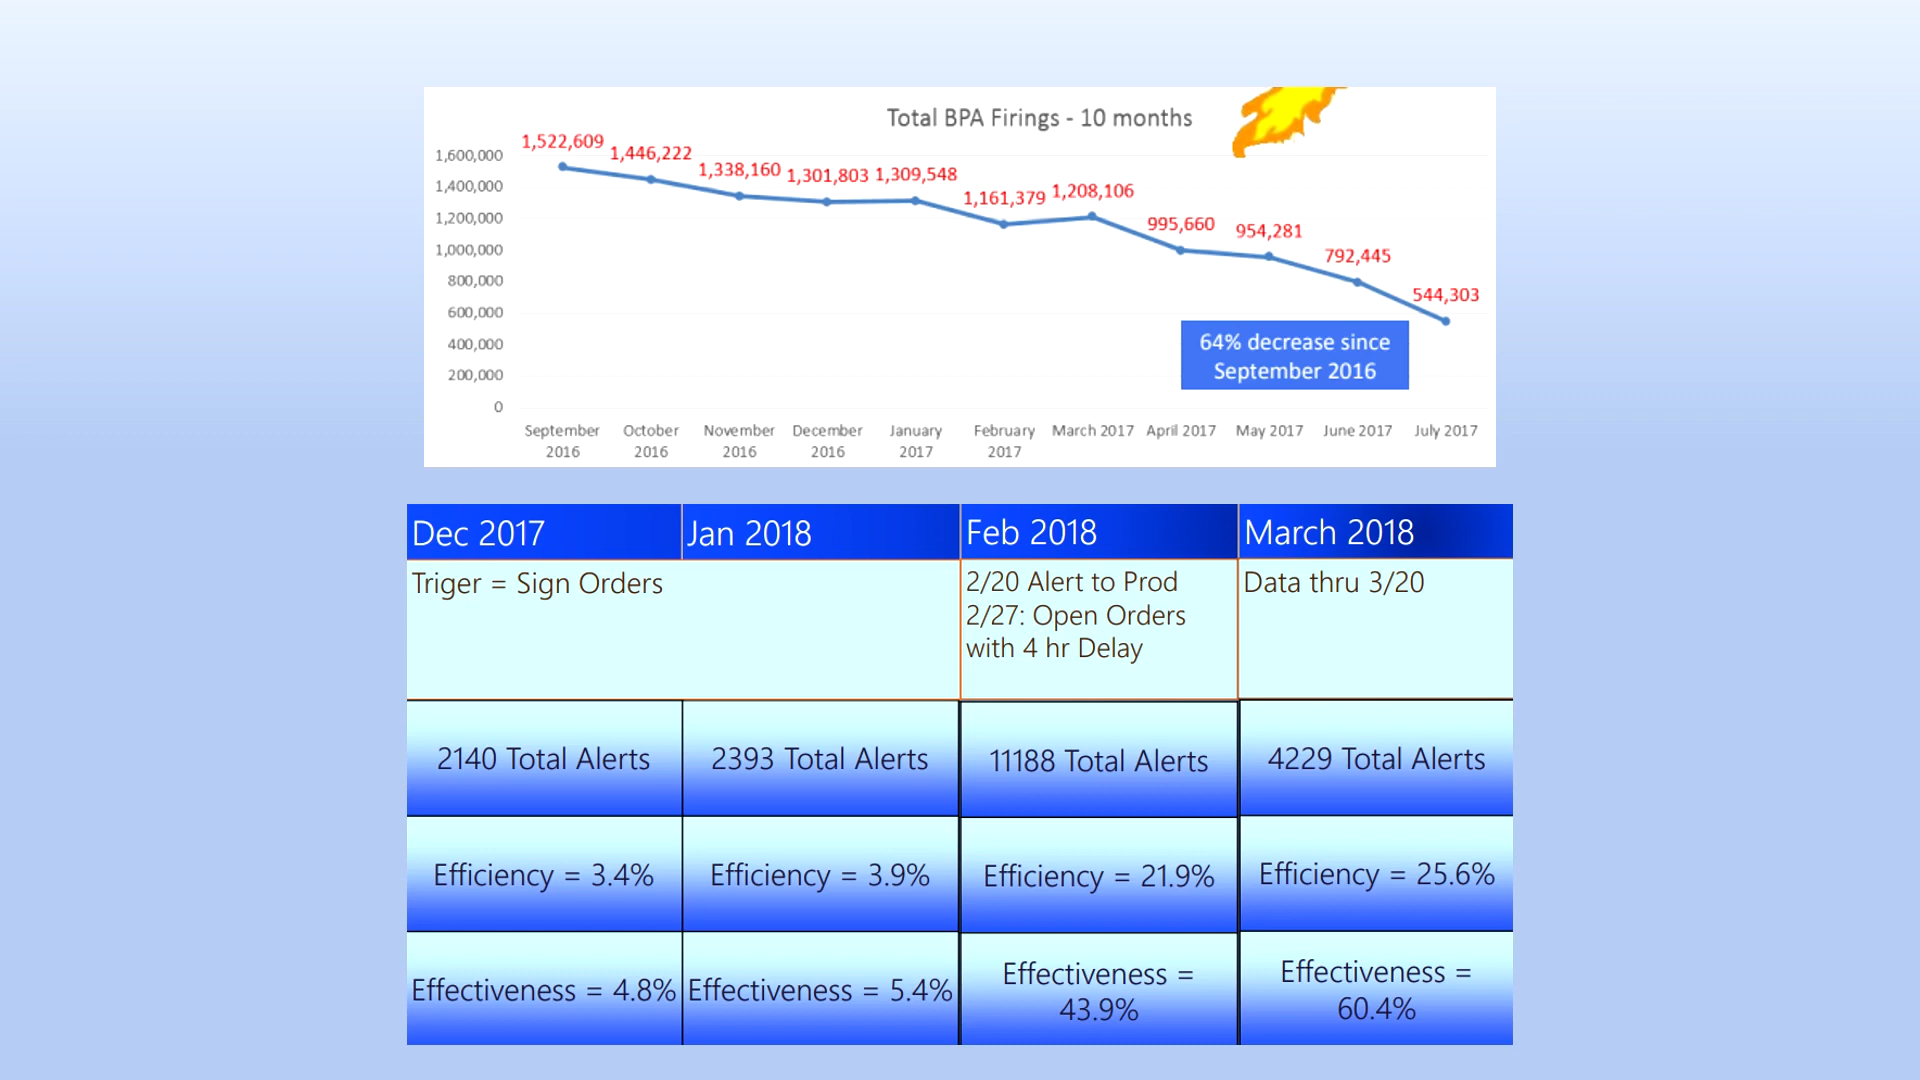 Total BPA Firings - 10 months
1,522,609
1,446,222
1,338,160
1,301,803
1,309,548
1,161,379
1,208,106
995,660
954,281
792,445
544,303
1,600,000
1,400,000
1,200,000
1,000,000
800,000
600,000
400,000
200,000
0
64% decrease since
September 2016
September
2016
October
2016
November
2016
December
2016
January
2017
February
2017
March 2017
April 2017
May 2017
June 2017
July 2017
Dec 2017
Jan 2018
Feb 2018
March 2018
Triger = Sign Orders
2/20 Alert to Prod
2/27: Open Orders
with 4 hr Delay
Data thru 3/20
2140 Total Alerts
2393 Total Alerts
11188 Total Alerts
4229 Total Alerts
Efficiency = 3.4%
Efficiency = 3.9%
Efficiency = 21.9%
Efficiency = 25.6%
Effectiveness = 4.8%
Effectiveness = 5.4%
Effectiveness =
43.9%
Effectiveness =
60.4%